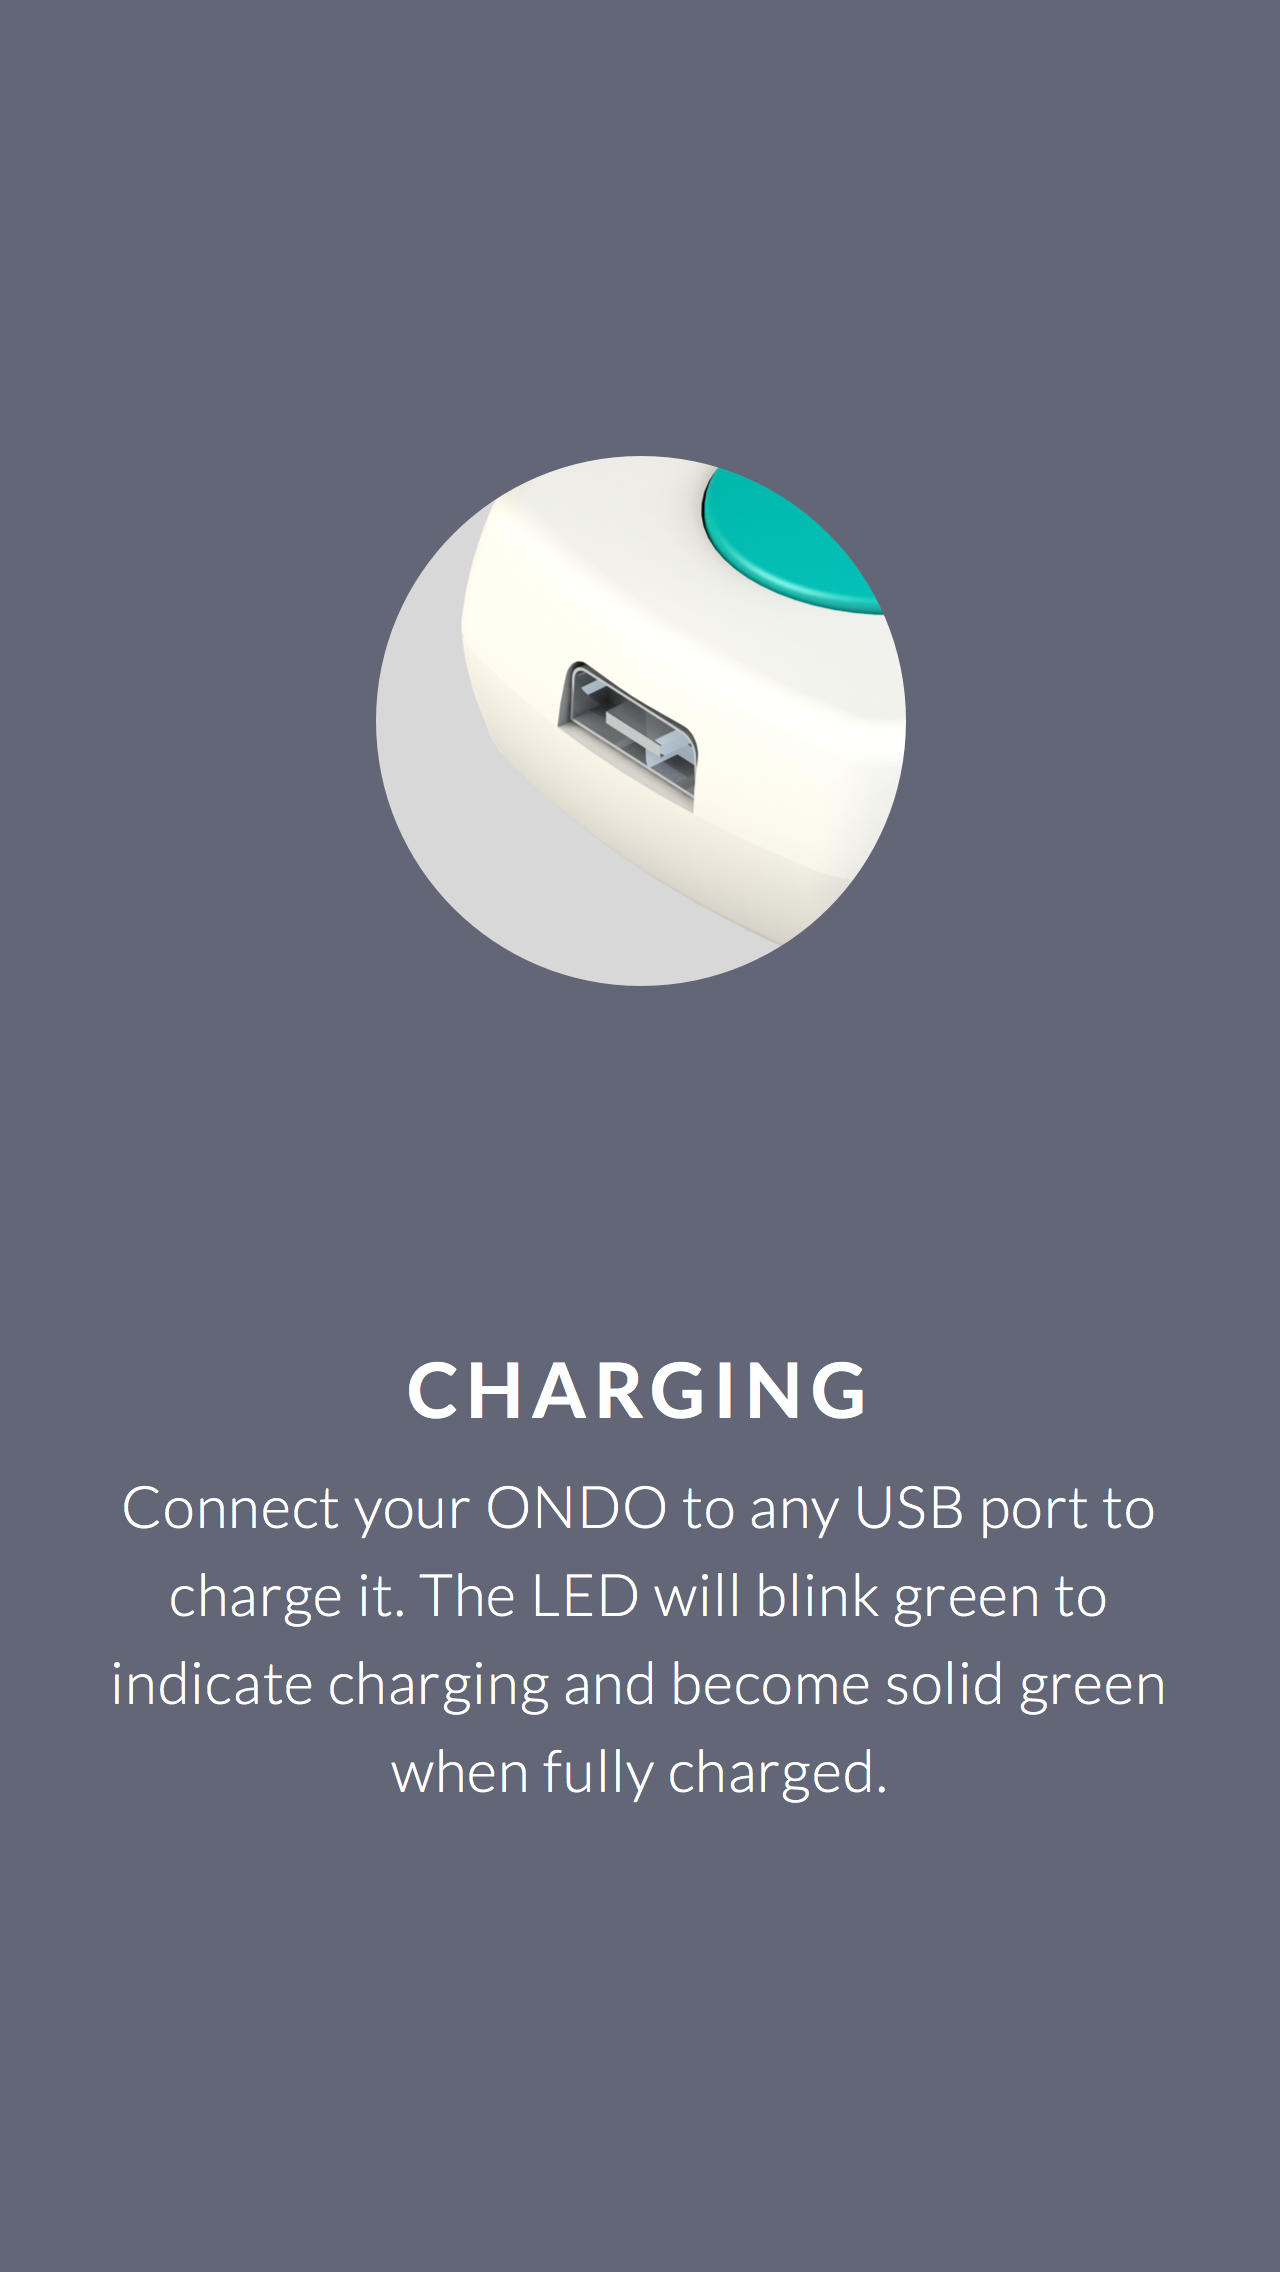 CHARGING
Connect your ONDO to any USB port to
charge it. The LED will blink green to
indicate charging and become solid green
when fully charged.